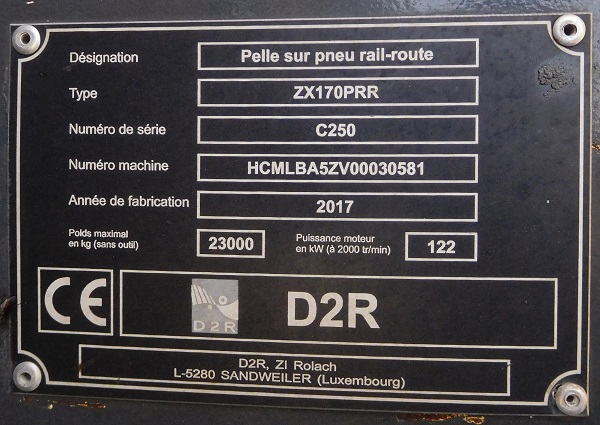 Désignation Pelle sur pneu rail-route
Type ZX170PRR
Numéro de série C250
Numéro machine HCMLBA5ZV00030581
Année de fabrication 2017
Poids maximal
en kg (sans outil) 23000
Puissance moteur
en kW (à 2000 tr/min) 122
CE D2R D2R
D2R, ZI Rolach
L-5280 SANDWEILER (Luxembourg)